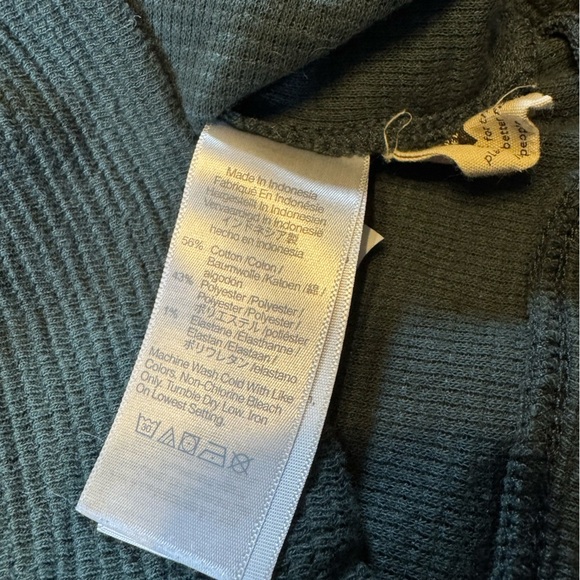 Made In Indonesia
Fabriqué En Indonésie,
Hergestellt In Indonesien,
Vervaardigd In Indonesië
インドネシア製
hecho en indonesia
56% Cotton /Coton/
Baumwolle/Katoen /綿 /
algodón
43% Polyester /Polyester /
Polyester /Polyester /
ポリエステル /poliéster
1% Elastane /Elasthanne /
Elastan /Elastaan /
ポリウレタン/elastano
Machine Wash Cold With Like
Colors, Non-Chlorine Bleach
Only. Tumble Dry Low. Iron
On Lowest Setting.
30
for
better
people